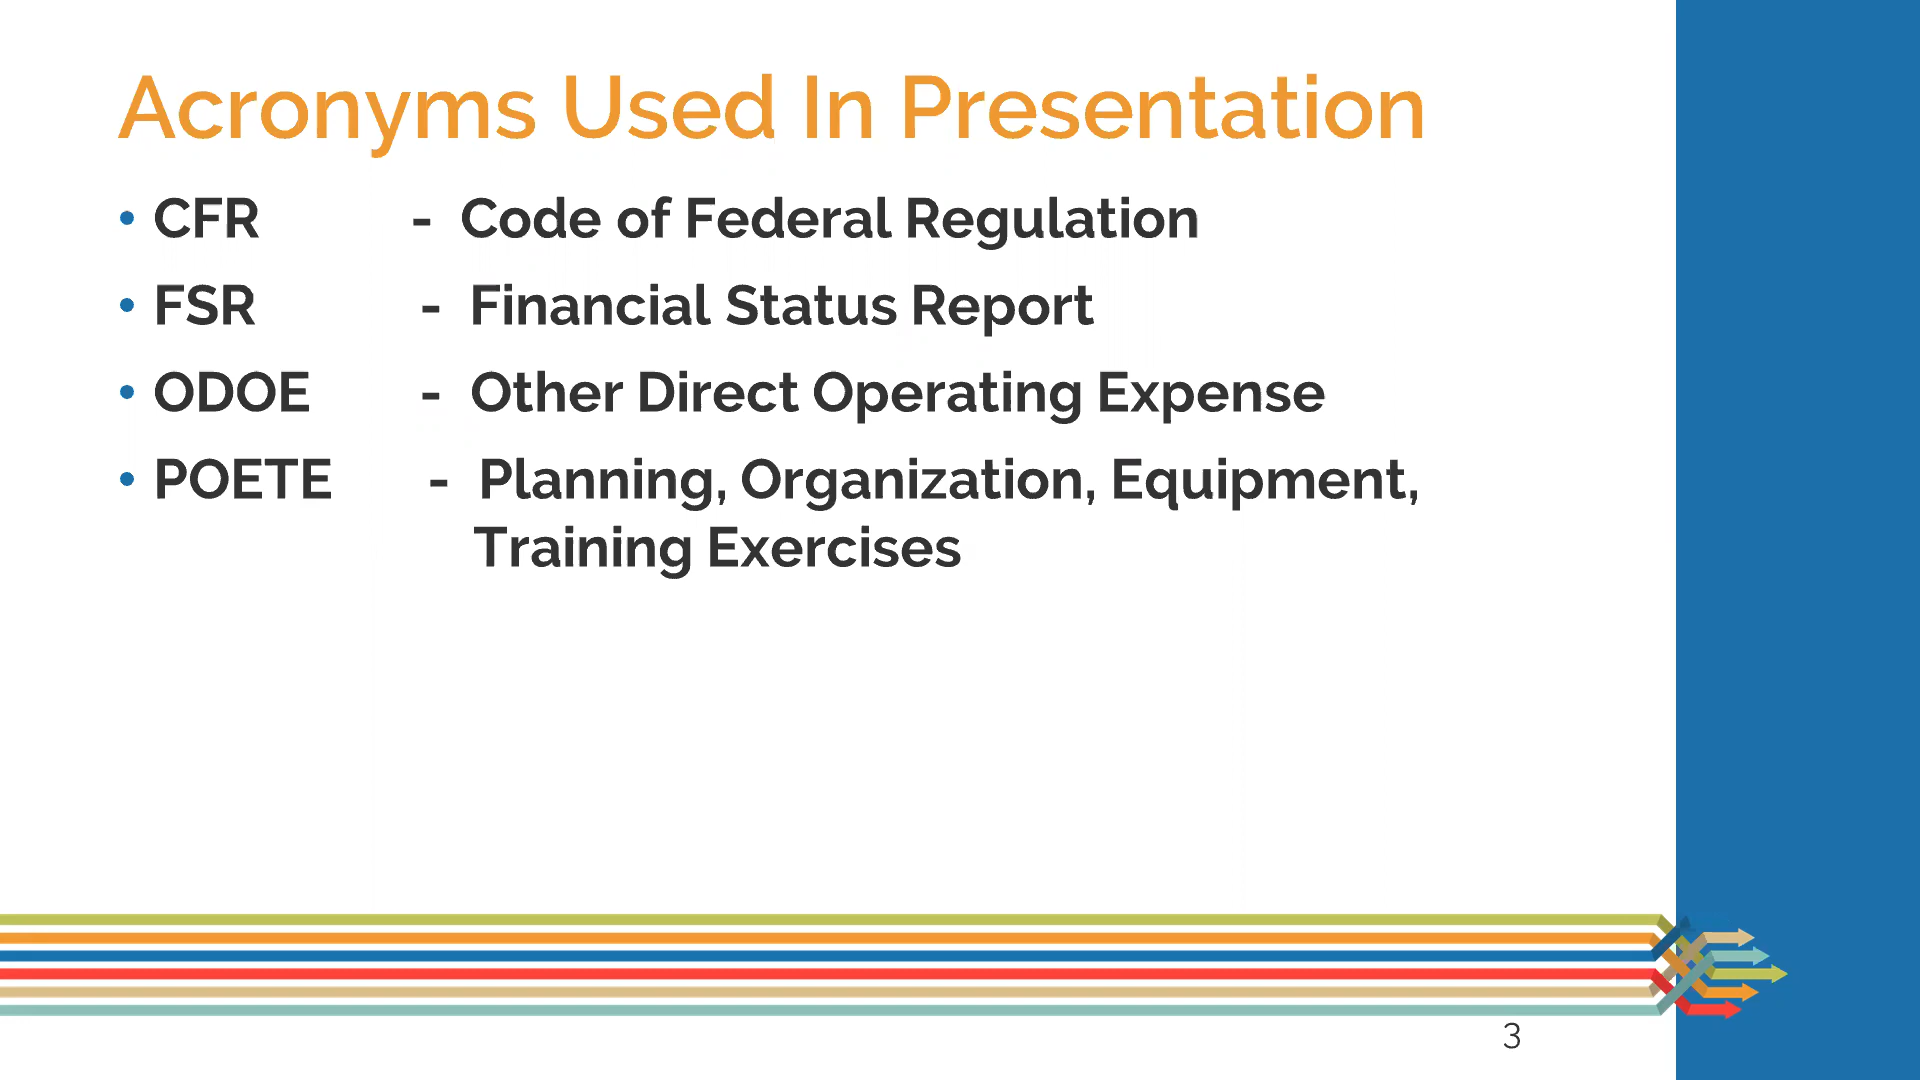 Acronyms Used In Presentation
• CFR - Code of Federal Regulation
• FSR - Financial Status Report
• ODOE - Other Direct Operating Expense
• POETE - Planning, Organization, Equipment,
Training Exercises
3